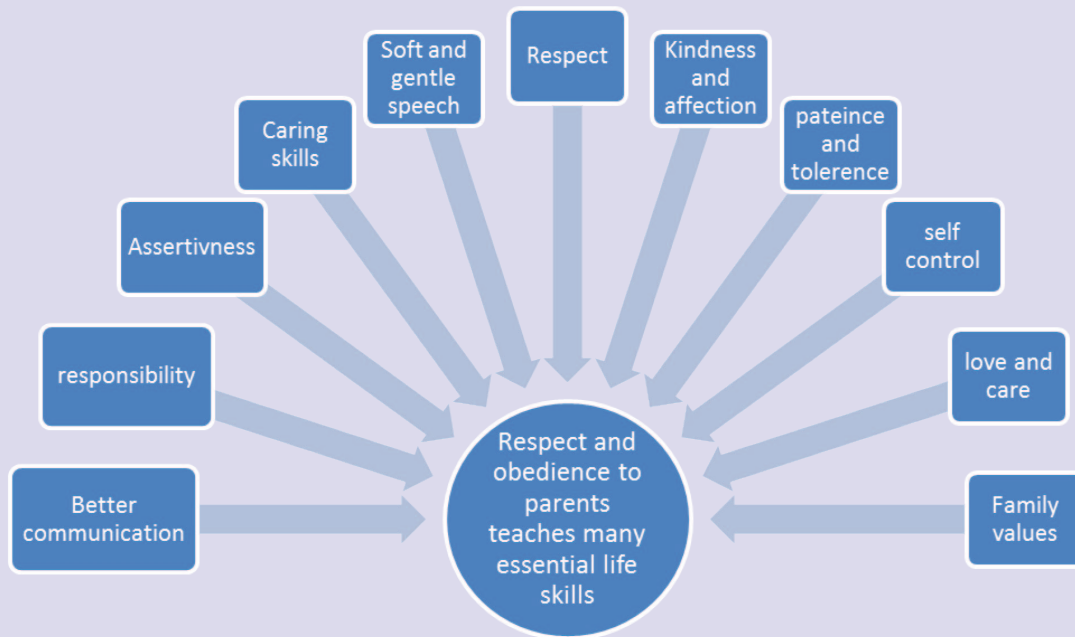 Better
communication
responsibility
Assertivness
Caring
skills
Soft and
gentle
speech
Respect
Kindness
and
affection
pateince
and
tolerence
self
control
love and
care
Family
values
Respect and
obedience to
parents
teaches many
essential life
skills